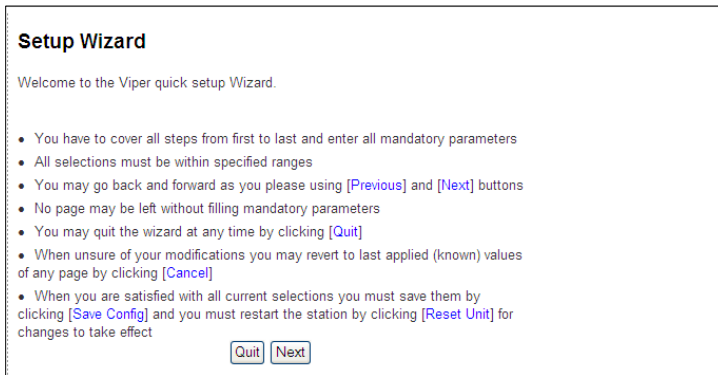 Setup Wizard
Welcome to the Viper quick setup Wizard.
● You have to cover all steps from first to last and enter all mandatory parameters
● All selections must be within specified ranges
● You may go back and forward as you please using [Previous] and [Next] buttons
● No page may be left without filling mandatory parameters
● You may quit the wizard at any time by clicking [Quit]
● When unsure of your modifications you may revert to last applied (known) values
of any page by clicking [Cancel]
● When you are satisfied with all current selections you must save them by
clicking [Save Config] and you must restart the station by clicking [Reset Unit] for
changes to take effect
Quit Next